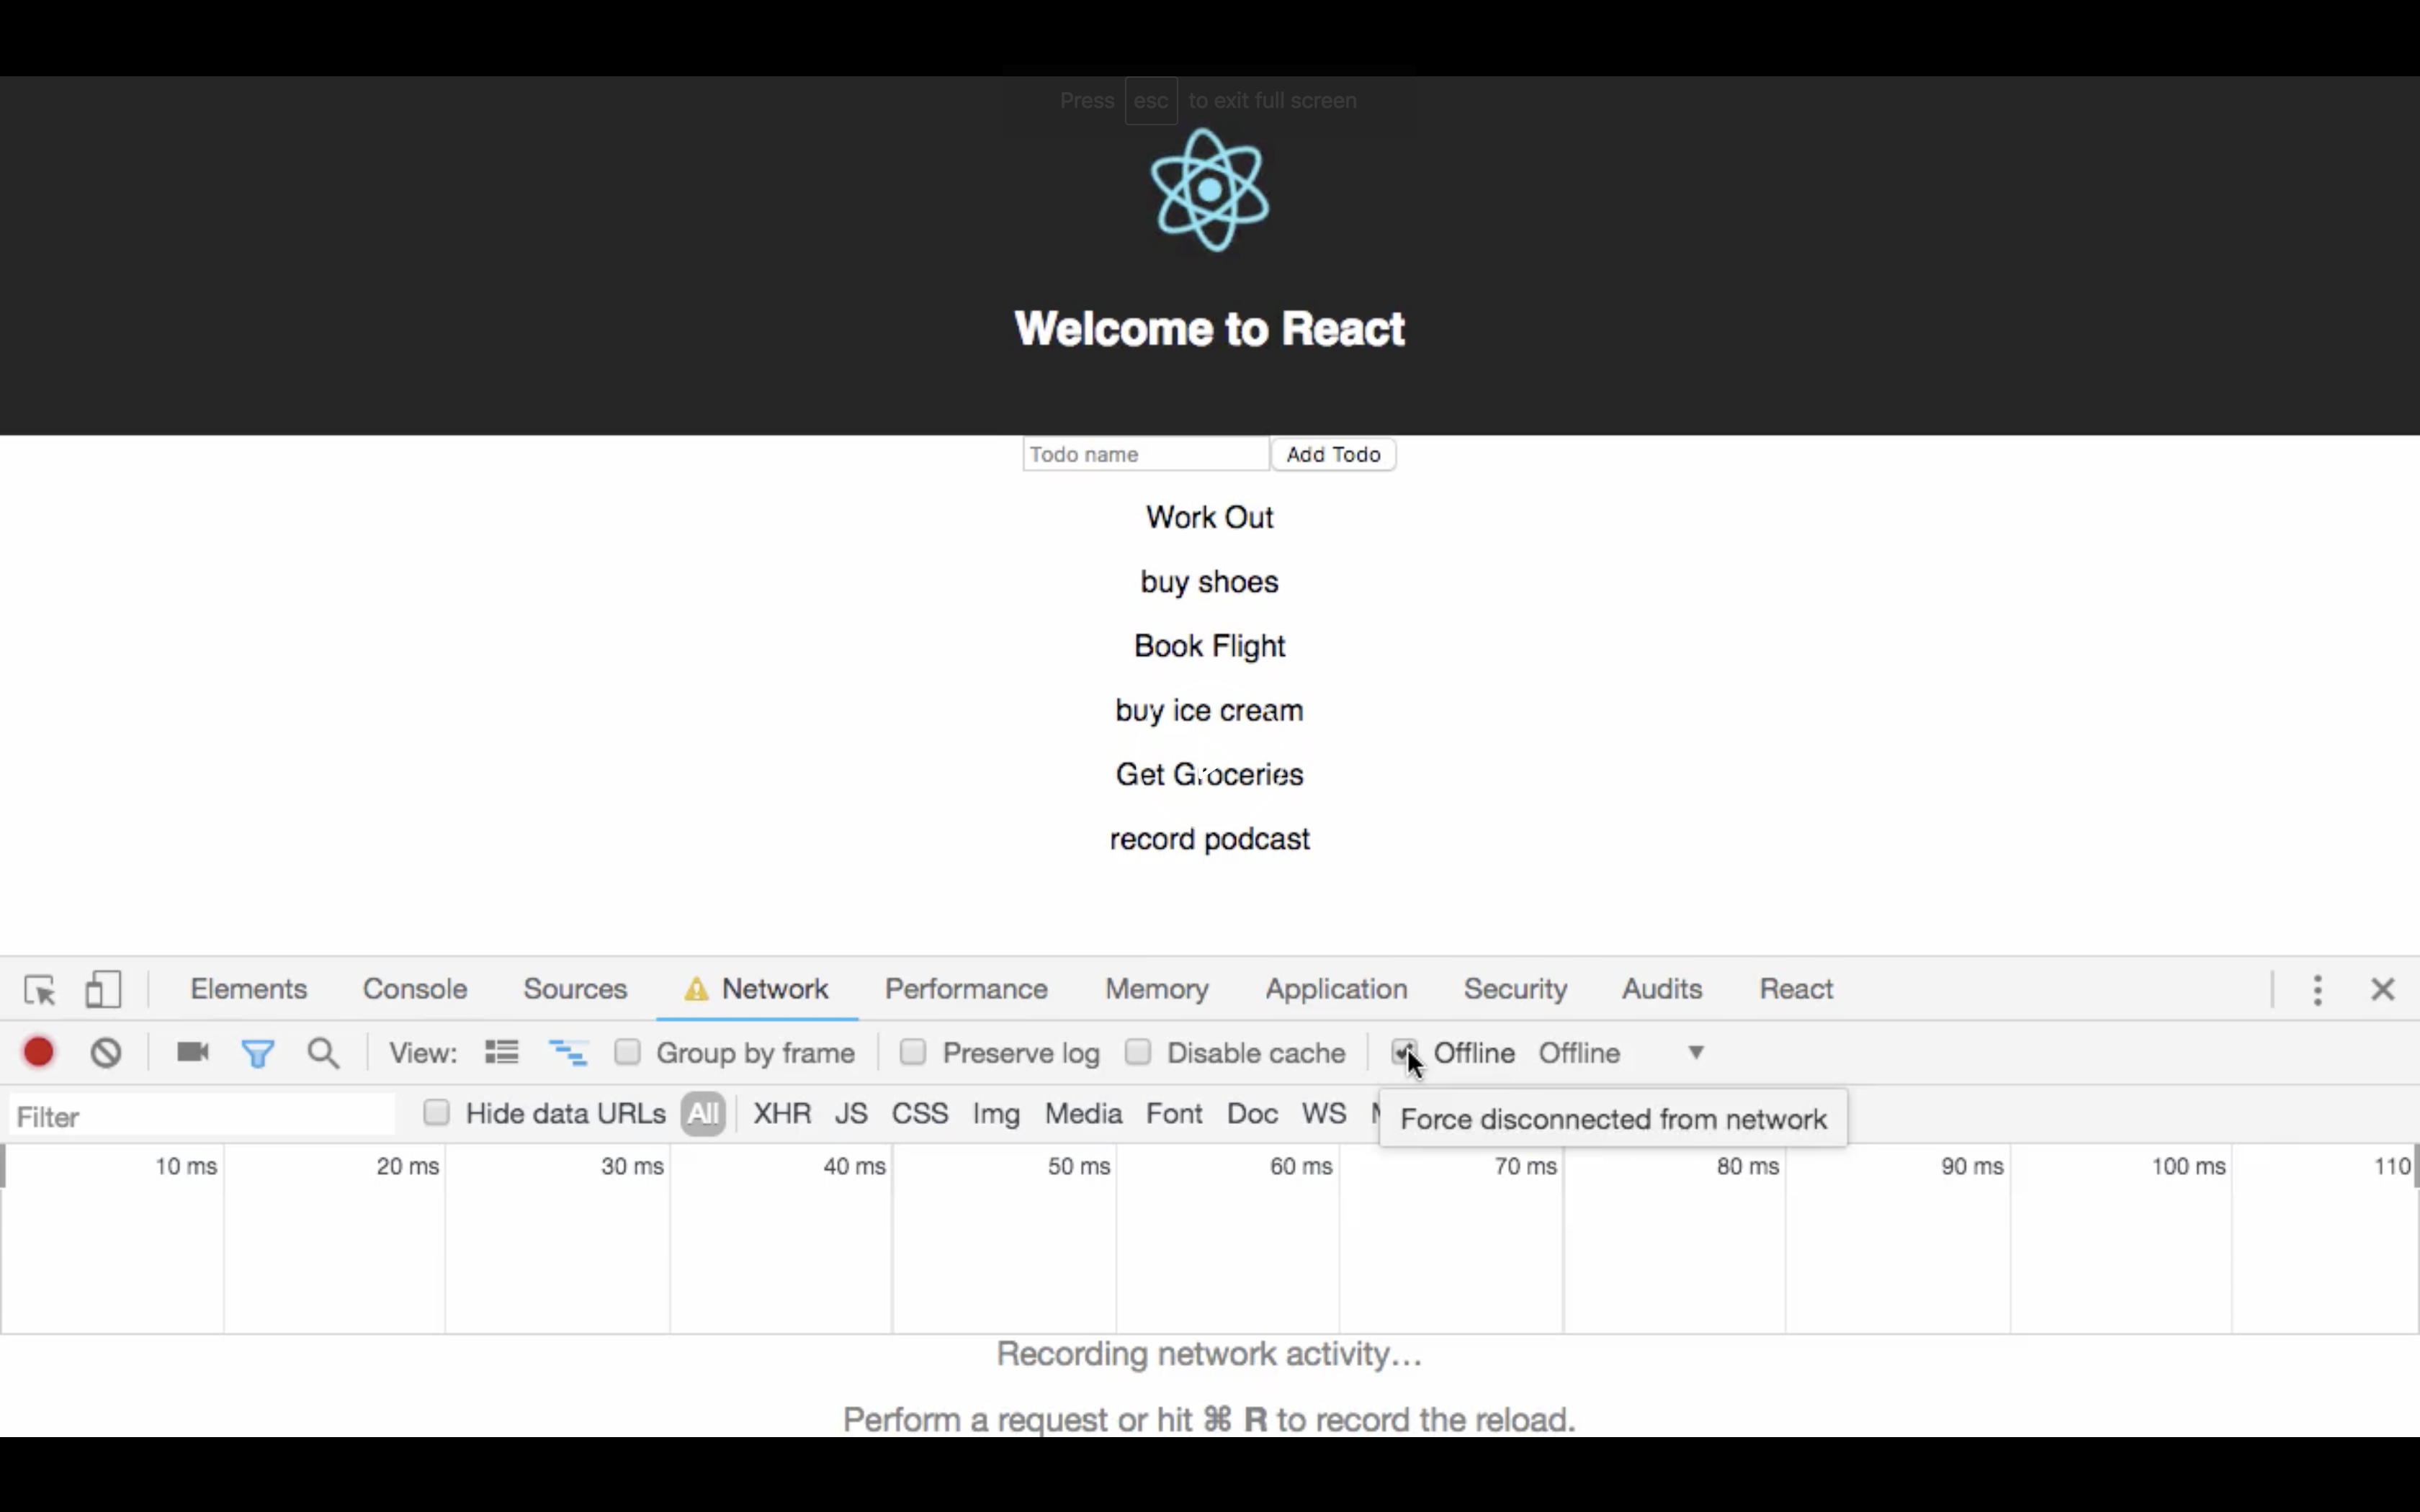 Press esc to exit full screen
Welcome to React
Todo name Add Todo
Work Out
buy shoes
Book Flight
buy ice cream
Get Groceries
record podcast
Elements Console Sources Network Performance Memory Application Security Audits React
View: Group by frame Preserve log Disable cache Offline Offline
Filter Hide data URLs All XHR JS CSS Img Media Font Doc WS
Force disconnected from network
10 ms 20 ms 30 ms 40 ms 50 ms 60 ms 70 ms 80 ms 90 ms 100 ms 110
Recording network activity…
Perform a request or hit ⌘ R to record the reload.